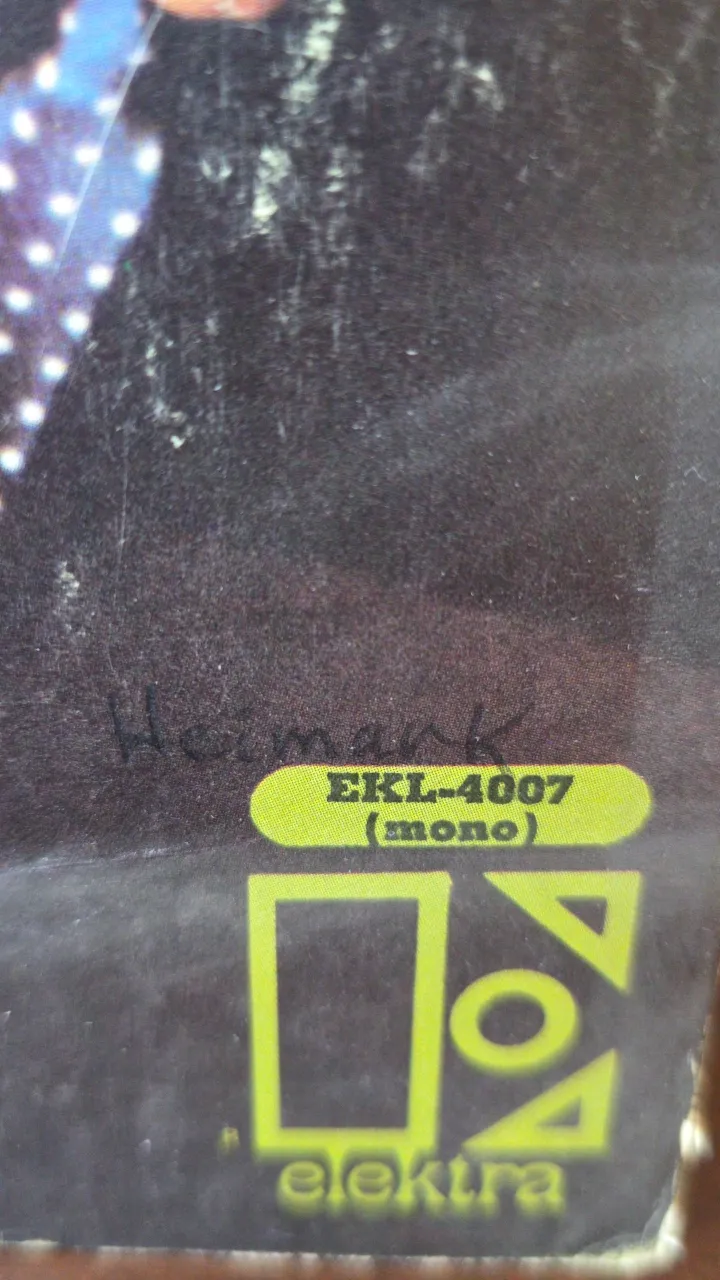 Heimark
EKL-4007
(mono)
elektra